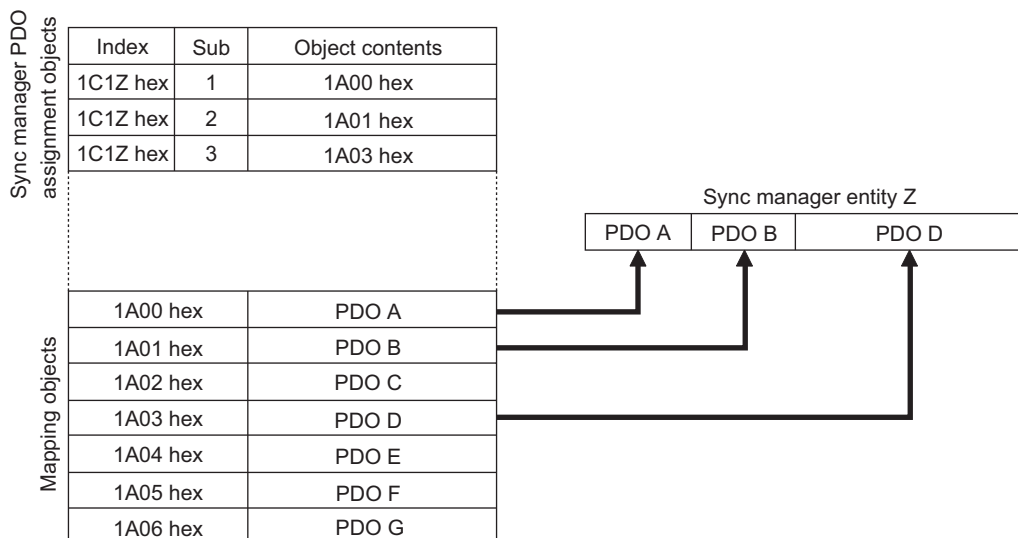 Sync manager PDO
assignment objects
Index Sub Object contents
1C1Z hex 1 1A00 hex
1C1Z hex 2 1A01 hex
1C1Z hex 3 1A03 hex
Sync manager entity Z
PDO A PDO B PDO D
Mapping objects
1A00 hex PDO A
1A01 hex PDO B
1A02 hex PDO C
1A03 hex PDO D
1A04 hex PDO E
1A05 hex PDO F
1A06 hex PDO G